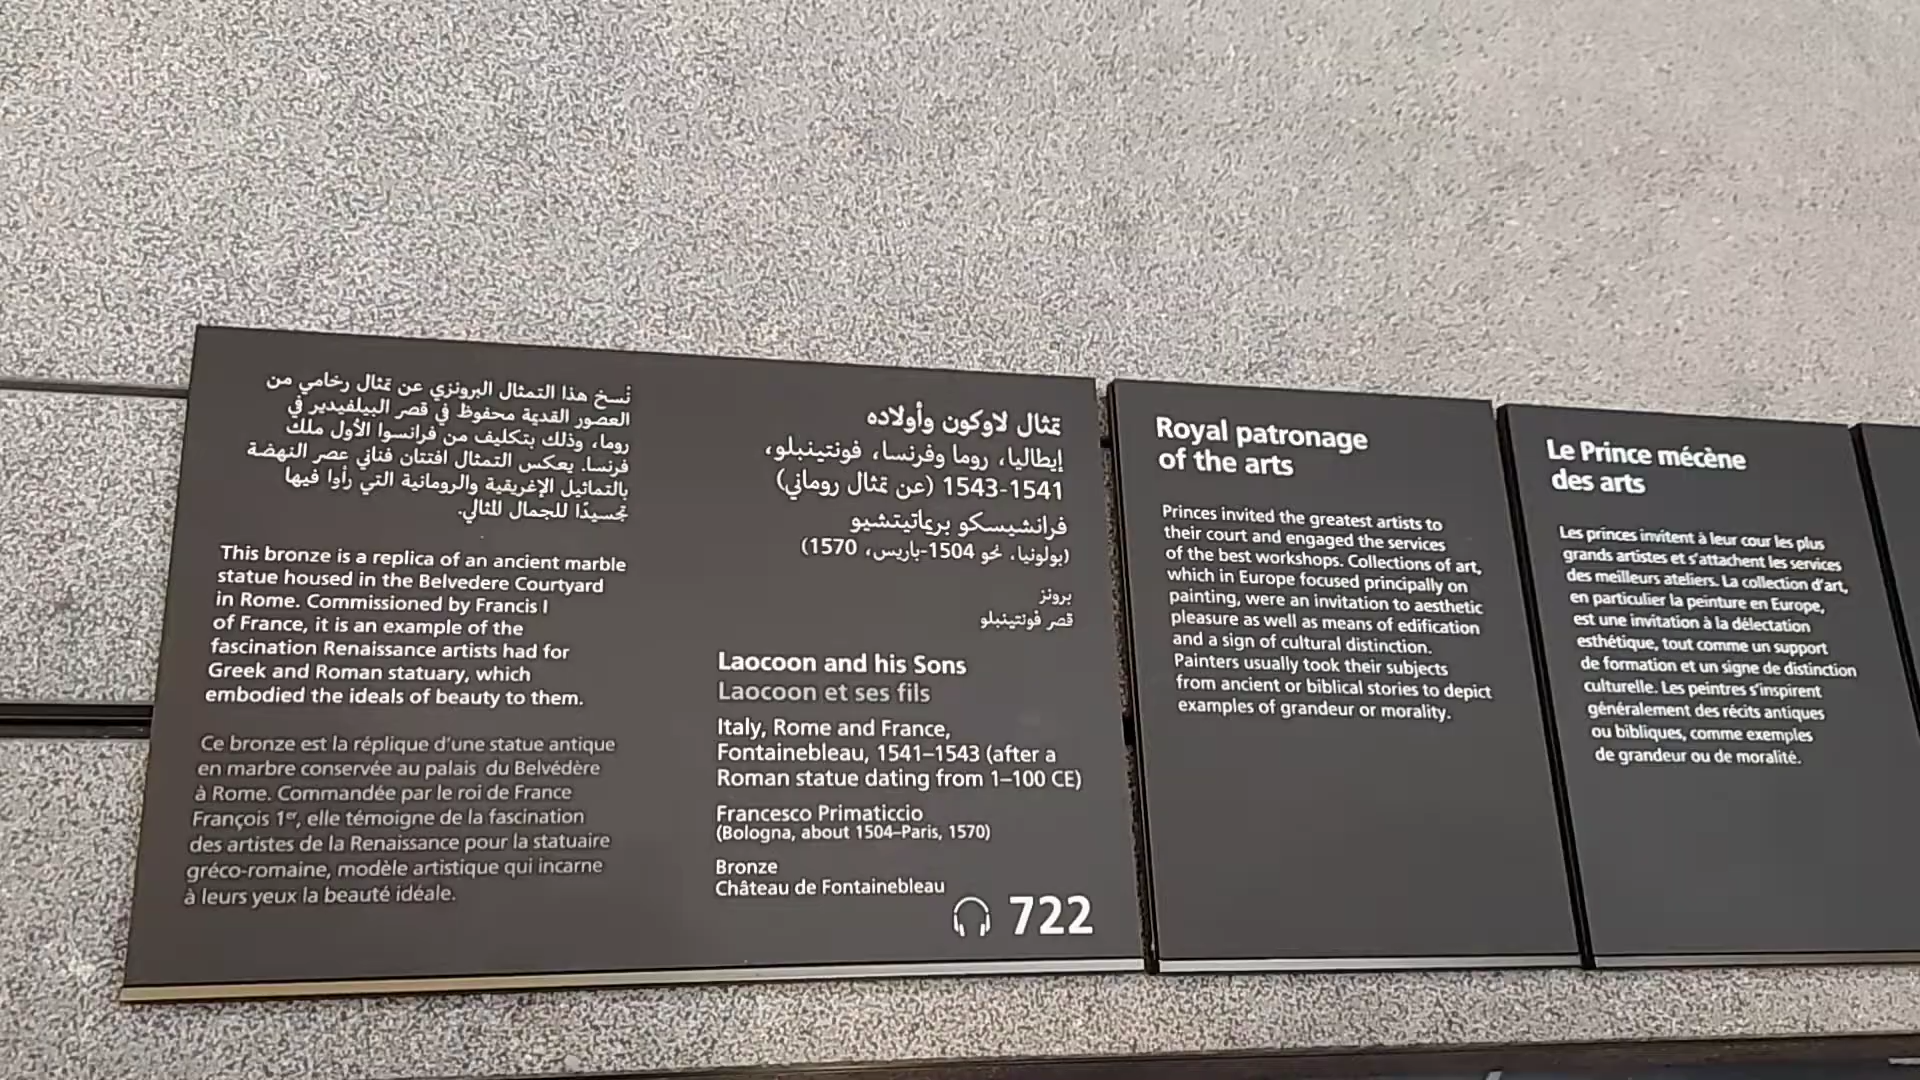 نُسخ هذا التمثال البرونزي عن تمثال رخامي من
العصور القديمة محفوظ في قصر البيلفيدير في
روما، وذلك بتكليف من فرانسوا الأول ملك
فرنسا. يعكس التمثال افتتان فناني عصر النهضة
بالتماثيل الإغريقية والرومانية التي رأوا فيها
تجسيدًا للجمال المثالي.
This bronze is a replica of an ancient marble
statue housed in the Belvedere Courtyard
in Rome. Commissioned by Francis I
of France, it is an example of the
fascination Renaissance artists had for
Greek and Roman statuary, which
embodied the ideals of beauty to them.
Ce bronze est la réplique d'une statue antique
en marbre conservée au palais du Belvédère
à Rome. Commandée par le roi de France
François 1er, elle témoigne de la fascination
des artistes de la Renaissance pour la statuaire
gréco-romaine, modèle artistique qui incarne
à leurs yeux la beauté idéale.
تمثال لاوكون وأولاده
إيطاليا، روما وفرنسا، فونتينبلو،
1541-1543 (عن تمثال روماني)
فرانشيسكو بريماتيتشيو
(بولونيا، نحو 1504-باريس، 1570)
برونز
قصر فونتينبلو
Laocoon and his Sons
Laocoon et ses fils
Italy, Rome and France,
Fontainebleau, 1541–1543 (after a
Roman statue dating from 1–100 CE)
Francesco Primaticcio
(Bologna, about 1504–Paris, 1570)
Bronze
Château de Fontainebleau
722
Royal patronage
of the arts
Princes invited the greatest artists to
their court and engaged the services
of the best workshops. Collections of art,
which in Europe focused principally on
painting, were an invitation to aesthetic
pleasure as well as means of edification
and a sign of cultural distinction.
Painters usually took their subjects
from ancient or biblical stories to depict
examples of grandeur or morality.
Le Prince mécène
des arts
Les princes invitent à leur cour les plus
grands artistes et s'attachent les services
des meilleurs ateliers. La collection d'art,
en particulier la peinture en Europe,
est une invitation à la délectation
esthétique, tout comme un support
de formation et un signe de distinction
culturelle. Les peintres s'inspirent
généralement des récits antiques
ou bibliques, comme exemples
de grandeur ou de moralité.